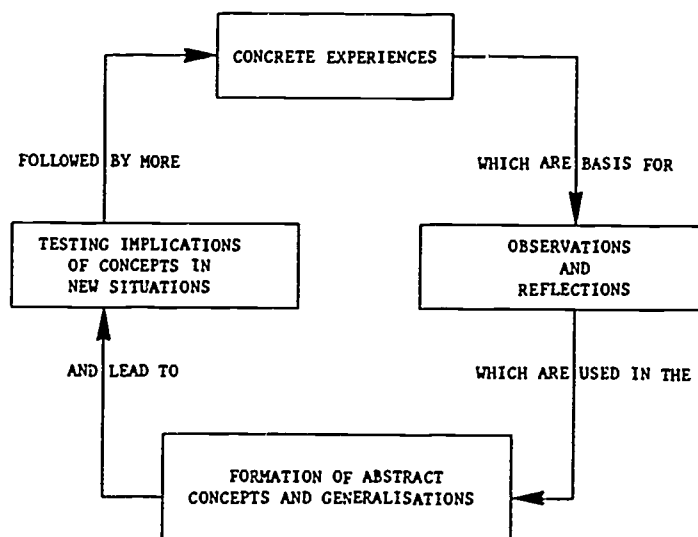 CONCRETE EXPERIENCES
FOLLOWED BY MORE
WHICH ARE BASIS FOR
TESTING IMPLICATIONS
OF CONCEPTS IN
NEW SITUATIONS
OBSERVATIONS
AND
REFLECTIONS
AND LEAD TO
WHICH ARE USED IN THE
FORMATION OF ABSTRACT
CONCEPTS AND GENERALISATIONS